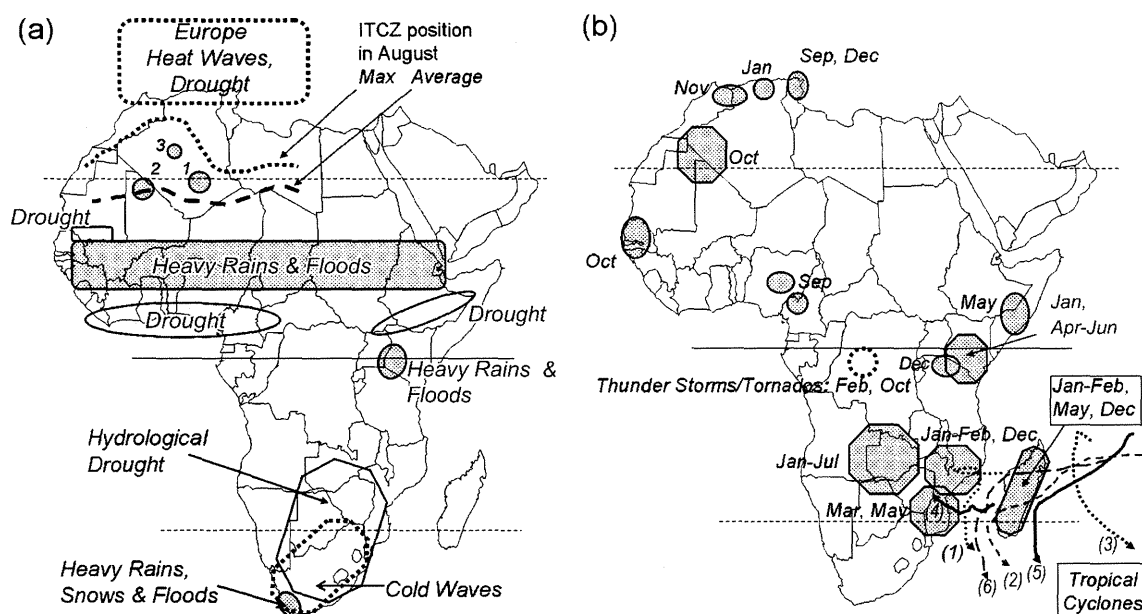 (a)
Europe
Heat Waves,
Drought
ITCZ position
in August
Max Average
3
2
1
Drought
Heavy Rains & Floods
Drought
Drought
Heavy Rains &
Floods
Hydrological
Drought
Heavy Rains,
Snows & Floods
Cold Waves
(b)
Sep, Dec
Jan
Nov
Oct
Oct
Sep
May
Jan,
Apr-Jun
Dec
Thunder Storms/Tornados: Feb, Oct
Jan-Feb,
May, Dec
Jan-Feb, Dec
Jan-Jul
Mar, May
(4)
(1)
(6)
(2)
(5)
(3)
Tropical
Cyclones